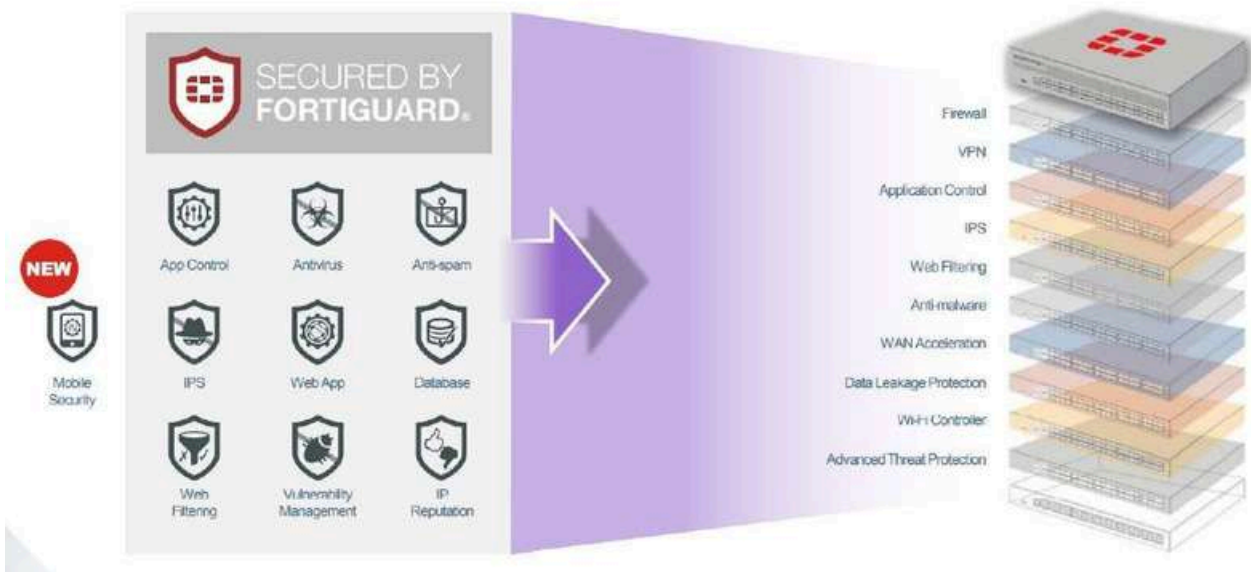 SECURED BY
FORTIGUARD®
App Control
Antivirus
Anti-spam
NEW
Mobile
Security
IPS
Web App
Database
Web
Filtering
Vulnerability
Management
IP
Reputation
Firewall
VPN
Application Control
IPS
Web Filtering
Anti-malware
WAN Acceleration
Data Leakage Protection
Wi-Fi Controller
Advanced Threat Protection